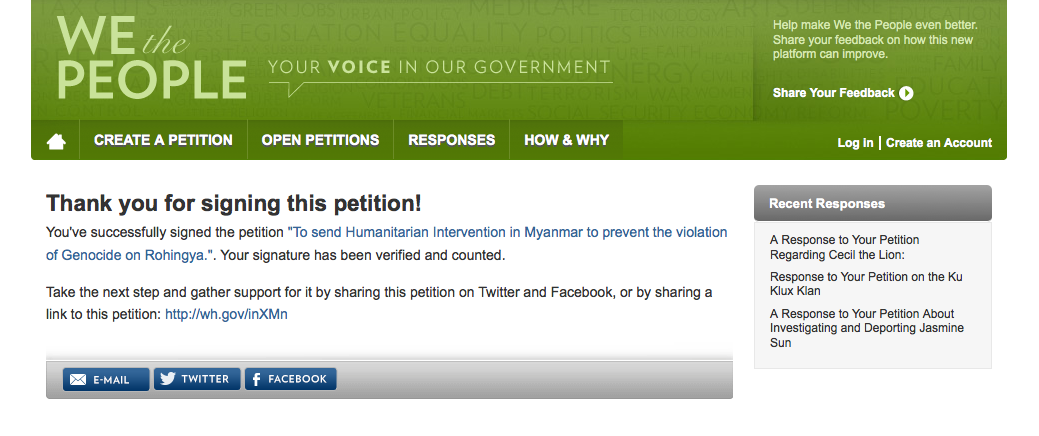 WE the
PEOPLE
YOUR VOICE IN OUR GOVERNMENT
Help make We the People even better.
Share your feedback on how this new
platform can improve.
Share Your Feedback
CREATE A PETITION
OPEN PETITIONS
RESPONSES
HOW & WHY
Log In | Create an Account
Thank you for signing this petition!
You've successfully signed the petition "To send Humanitarian Intervention in Myanmar to prevent the violation
of Genocide on Rohingya.". Your signature has been verified and counted.
Take the next step and gather support for it by sharing this petition on Twitter and Facebook, or by sharing a
link to this petition: http://wh.gov/inXMn
E-MAIL
TWITTER
FACEBOOK
Recent Responses
A Response to Your Petition
Regarding Cecil the Lion:
Response to Your Petition on the Ku
Klux Klan
A Response to Your Petition About
Investigating and Deporting Jasmine
Sun